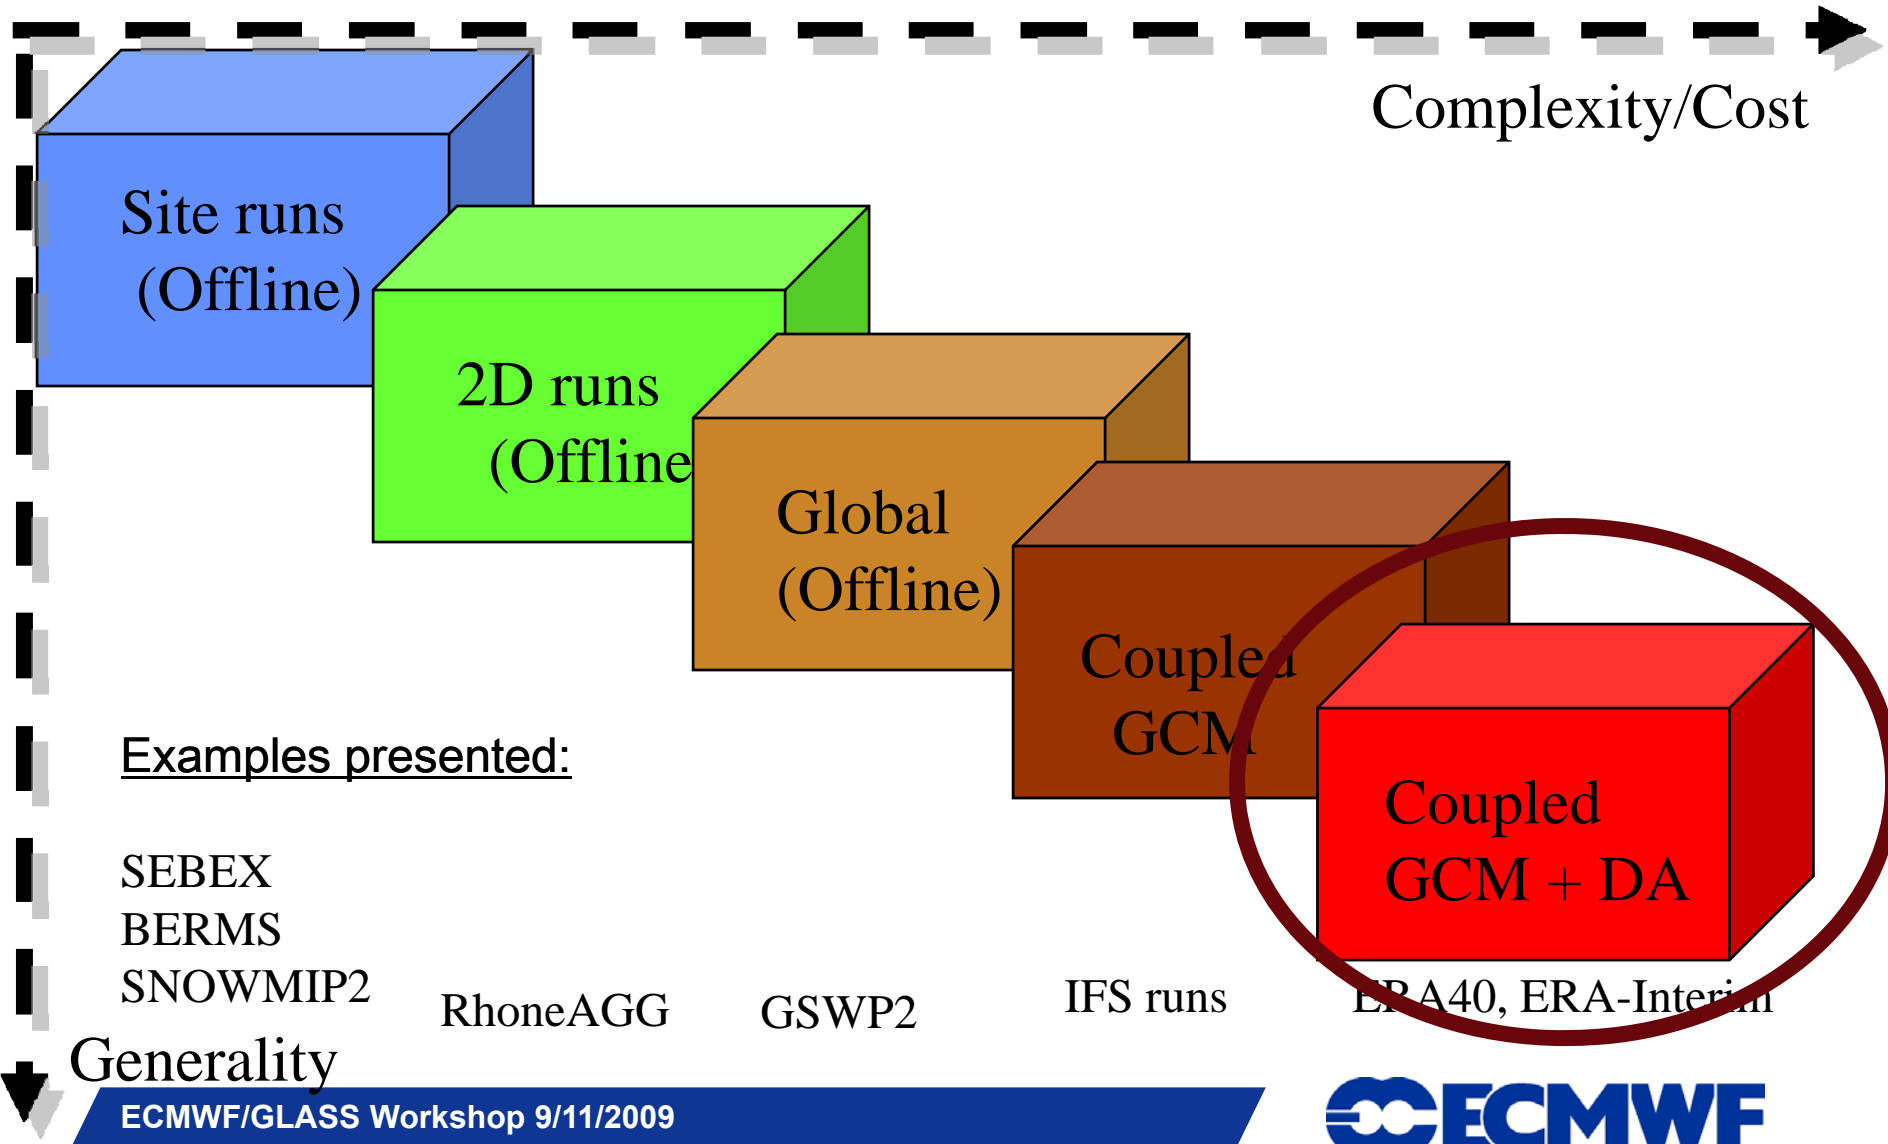 Complexity/Cost
Site runs
(Offline)
2D runs
(Offline
Global
(Offline)
Coupled
GCM
Coupled
GCM + DA
Examples presented:
SEBEX
BERMS
SNOWMIP2
RhoneAGG
GSWP2
IFS runs
ERA40, ERA-Interim
Generality
ECMWF/GLASS Workshop 9/11/2009
ECMWF